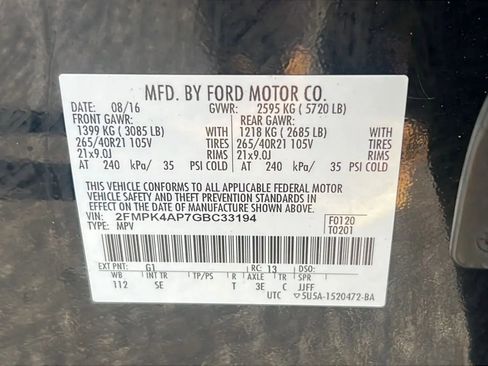 MFD. BY FORD MOTOR CO.
DATE: 08/16 GVWR: 2595 KG ( 5720 LB)
FRONT GAWR: REAR GAWR:
1399 KG ( 3085 LB) WITH 1218 KG ( 2685 LB) WITH
265/40R21 105V TIRES 265/40R21 105V TIRES
21x9.0J RIMS 21x9.0J RIMS
AT 240 kPa/ 35 PSI COLD AT 240 kPa/ 35 PSI COLD
THIS VEHICLE CONFORMS TO ALL APPLICABLE FEDERAL MOTOR
VEHICLE SAFETY AND THEFT PREVENTION STANDARDS IN EFFECT
ON THE DATE OF MANUFACTURE SHOWN ABOVE.
VIN: 2FMPK4AP7GBC33194 F0120
TYPE: MPV T0201
EXT PNT: G1 RC: 13 DSO:
WB INT TR TP/PS R AXLE TR SPR
112 SE T 3E C JJFF
UTC ▽5U5A-1520472-BA